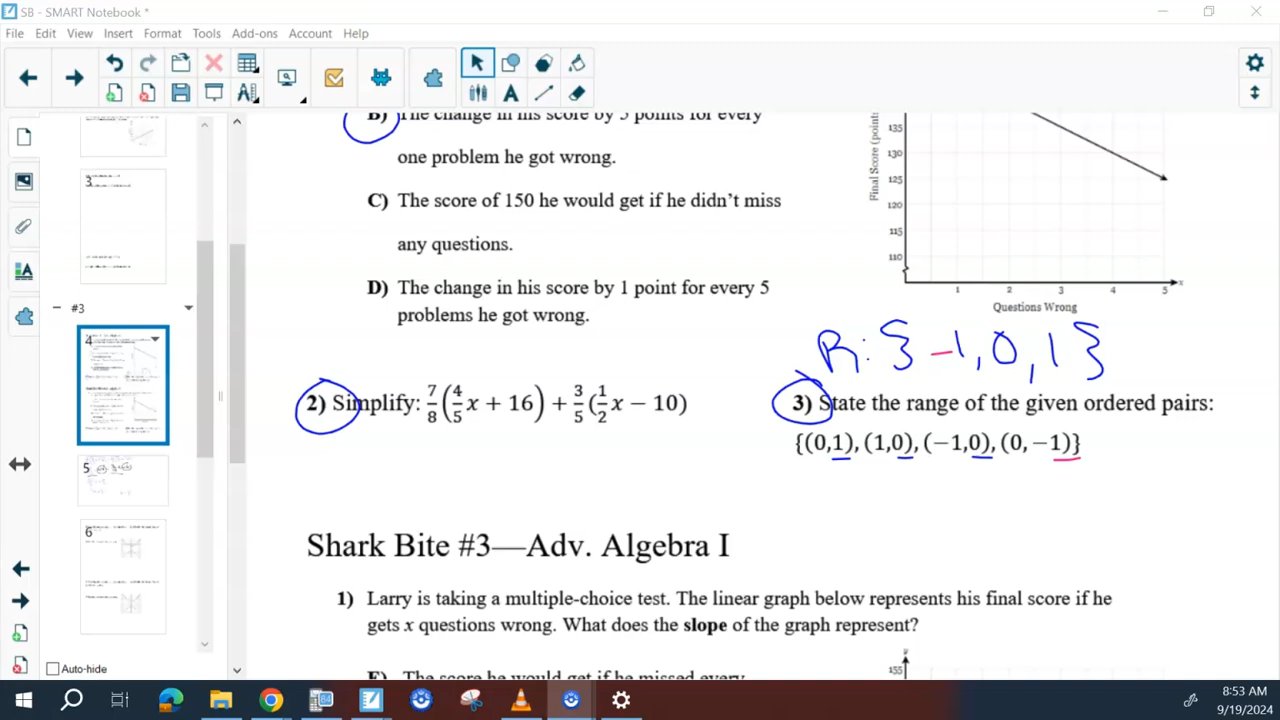 SB - SMART Notebook *
File Edit View Insert Format Tools Add-ons Account Help
B) The change in his score by 5 points for every
one problem he got wrong.
C) The score of 150 he would get if he didn't miss
any questions.
D) The change in his score by 1 point for every 5
problems he got wrong.
Final Score (points
135
130
125
120
115
110
1 2 3 4 5 x
Questions Wrong
R: { -1, 0, 1 }
2) Simplify: 7/8(4/5x + 16) + 3/5(1/2x − 10)
3) State the range of the given ordered pairs:
{(0,1), (1,0), (−1,0), (0, −1)}
Shark Bite #3—Adv. Algebra I
1) Larry is taking a multiple-choice test. The linear graph below represents his final score if he
gets x questions wrong. What does the slope of the graph represent?
E) The score he would get if he missed every
y
155
3
#3
4
5
6
Auto-hide
8:53 AM
9/19/2024